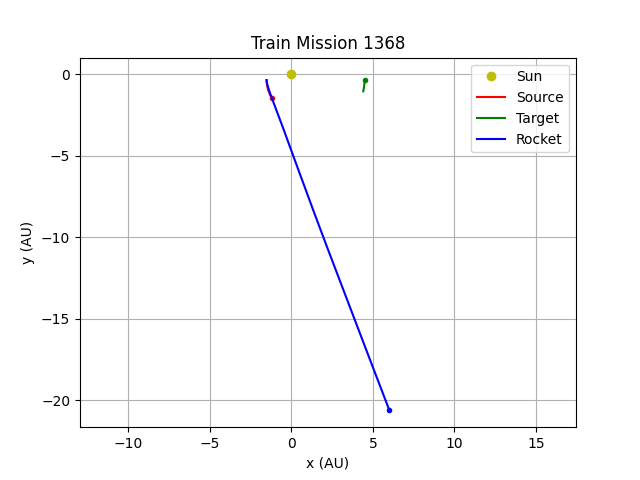 Train Mission 1368
Sun
Source
Target
Rocket
0
−5
−10
−15
−20
y (AU)
−10
−5
0
5
10
15
x (AU)